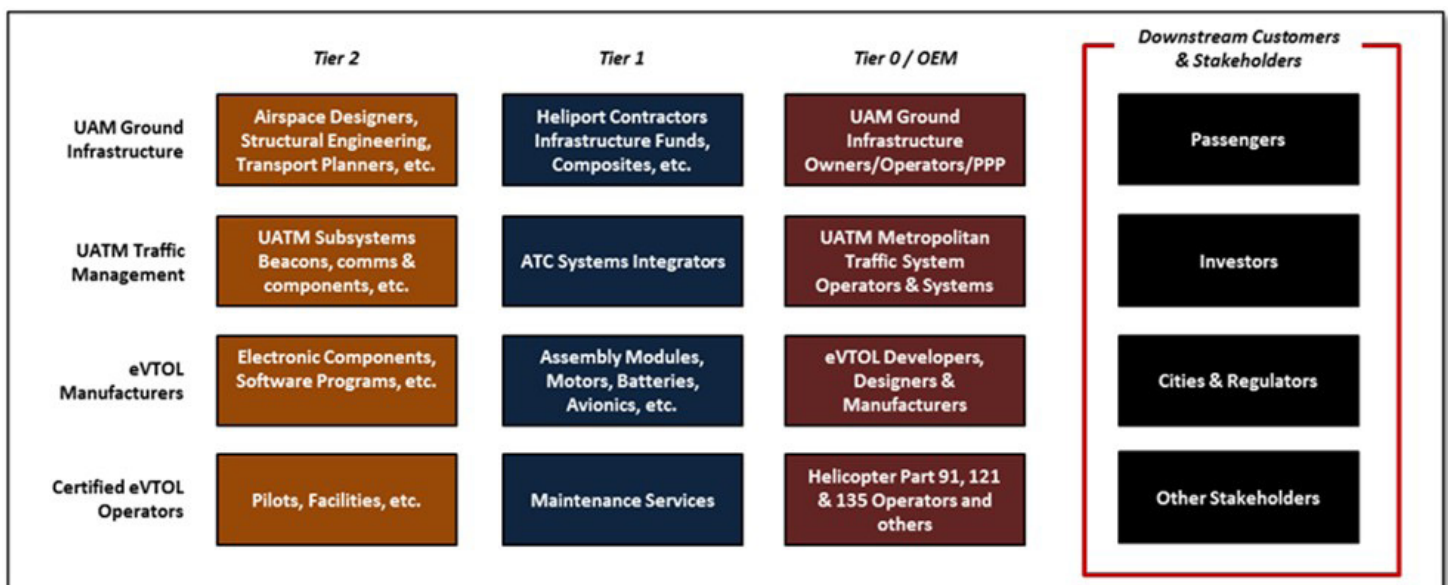 Tier 2
Tier 1
Tier 0 / OEM
Downstream Customers
& Stakeholders
UAM Ground
Infrastructure
Airspace Designers,
Structural Engineering,
Transport Planners, etc.
Heliport Contractors
Infrastructure Funds,
Composites, etc.
UAM Ground
Infrastructure
Owners/Operators/PPP
Passengers
UATM Traffic
Management
UATM Subsystems
Beacons, comms &
components, etc.
ATC Systems Integrators
UATM Metropolitan
Traffic System
Operators & Systems
Investors
eVTOL
Manufacturers
Electronic Components,
Software Programs, etc.
Assembly Modules,
Motors, Batteries,
Avionics, etc.
eVTOL Developers,
Designers &
Manufacturers
Cities & Regulators
Certified eVTOL
Operators
Pilots, Facilities, etc.
Maintenance Services
Helicopter Part 91, 121
& 135 Operators and
others
Other Stakeholders